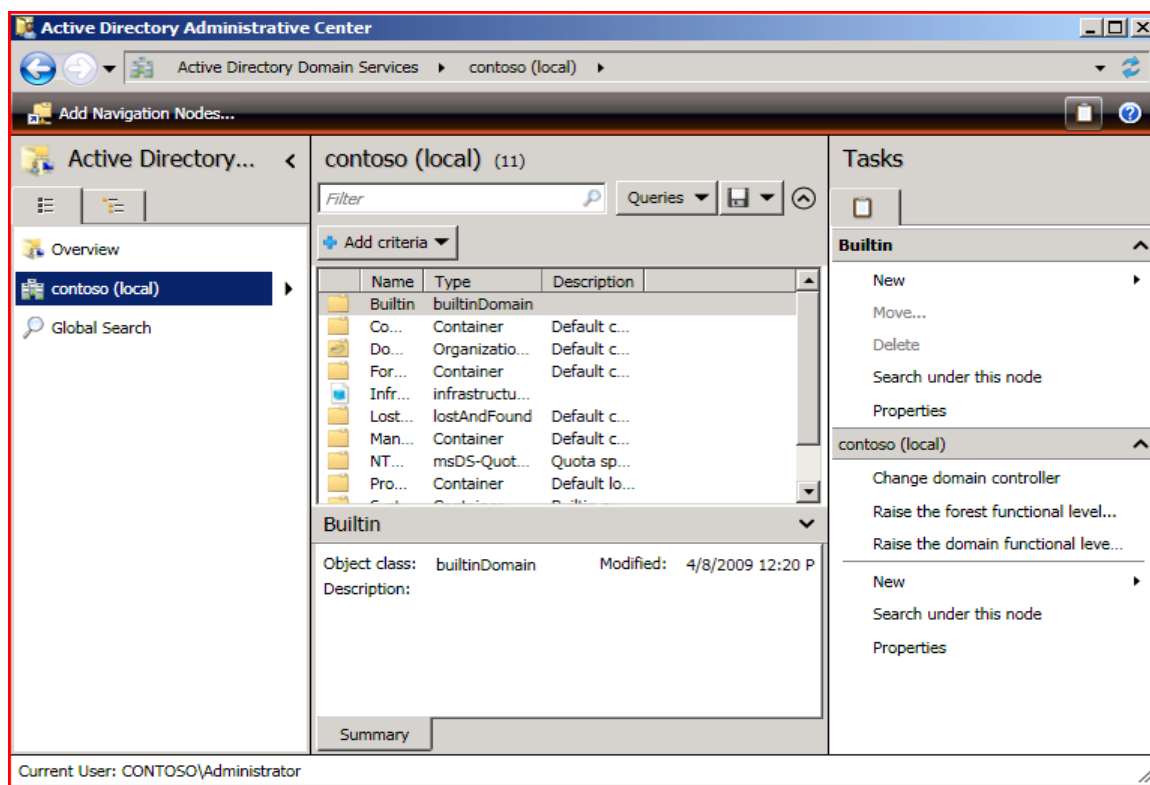 Active Directory Administrative Center
Active Directory Domain Services contoso (local)
Add Navigation Nodes...
Active Directory...
Overview
contoso (local)
Global Search
contoso (local) (11)
Filter
Queries
Add criteria
Name Type Description
Builtin builtinDomain
Co... Container Default c...
Do... Organizatio... Default c...
For... Container Default c...
Infr... infrastructu...
Lost... lostAndFound Default c...
Man... Container Default c...
NT... msDS-Quot... Quota sp...
Pro... Container Default lo...
Builtin
Object class: builtinDomain Modified: 4/8/2009 12:20 P
Description:
Summary
Tasks
Builtin
New
Move...
Delete
Search under this node
Properties
contoso (local)
Change domain controller
Raise the forest functional level...
Raise the domain functional leve...
New
Search under this node
Properties
Current User: CONTOSO\Administrator